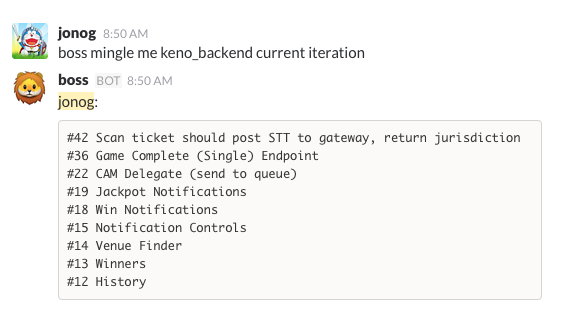 jonog 8:50 AM
boss mingle me keno_backend current iteration
boss BOT 8:50 AM
jonog:
#42 Scan ticket should post STT to gateway, return jurisdiction
#36 Game Complete (Single) Endpoint
#22 CAM Delegate (send to queue)
#19 Jackpot Notifications
#18 Win Notifications
#15 Notification Controls
#14 Venue Finder
#13 Winners
#12 History